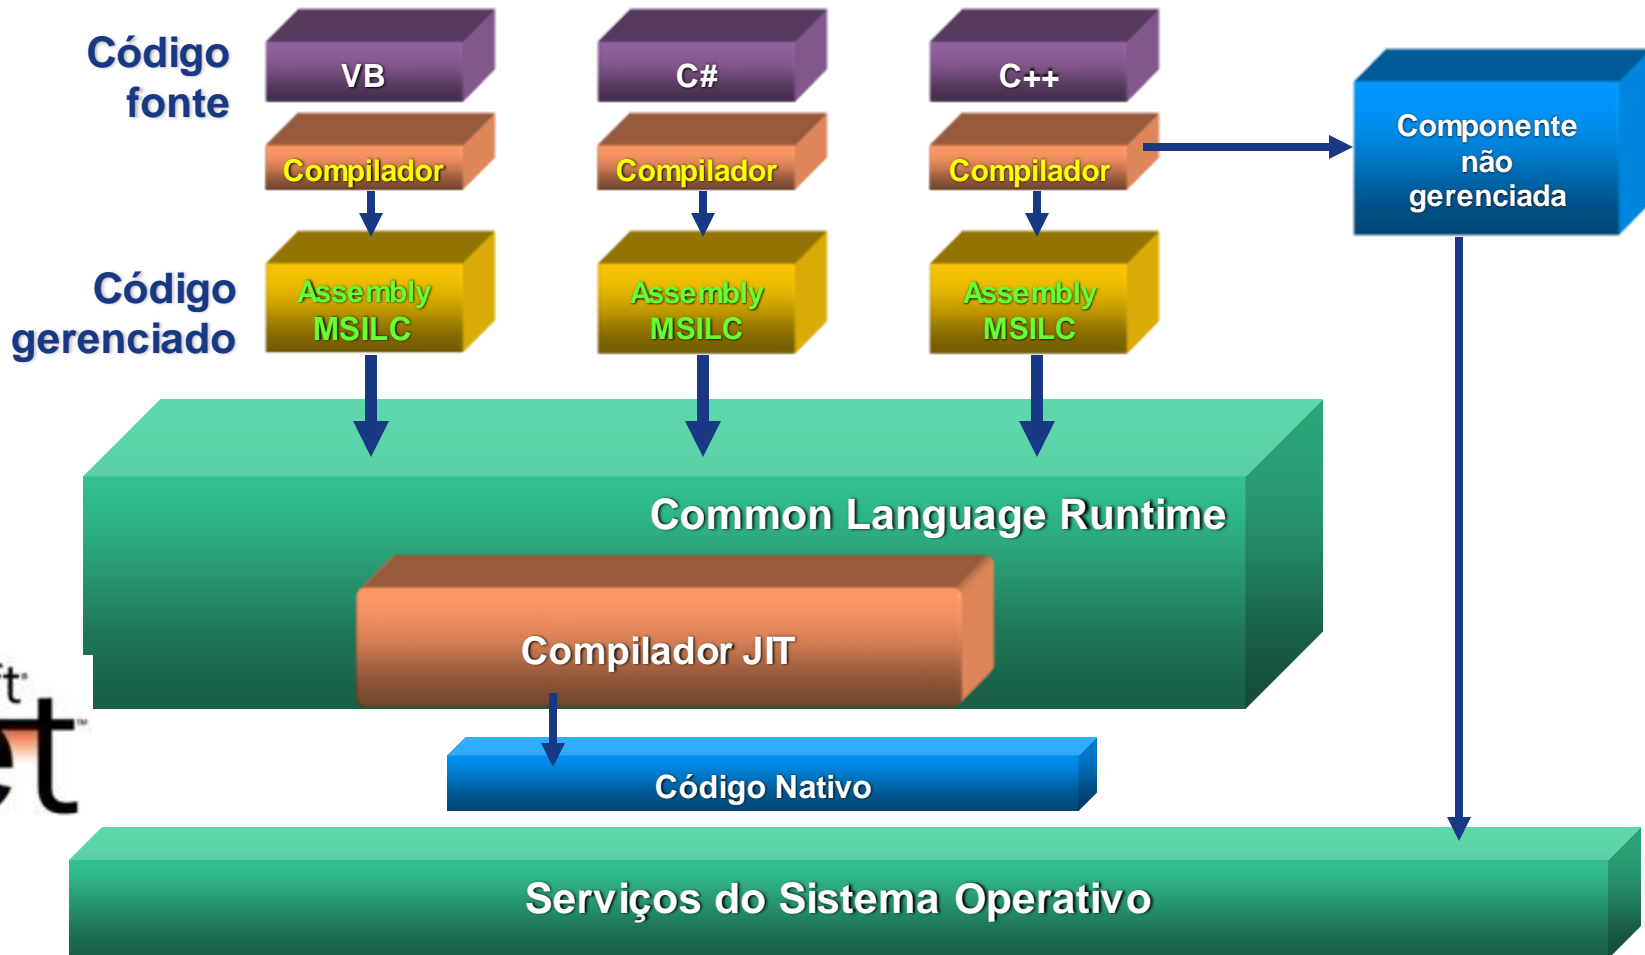 Código
fonte
VB
C#
C++
Compilador
Compilador
Compilador
Componente
não
gerenciada
Código
gerenciado
Assembly
MSILC
Assembly
MSILC
Assembly
MSILC
Common Language Runtime
Compilador JIT
Código Nativo
Serviços do Sistema Operativo